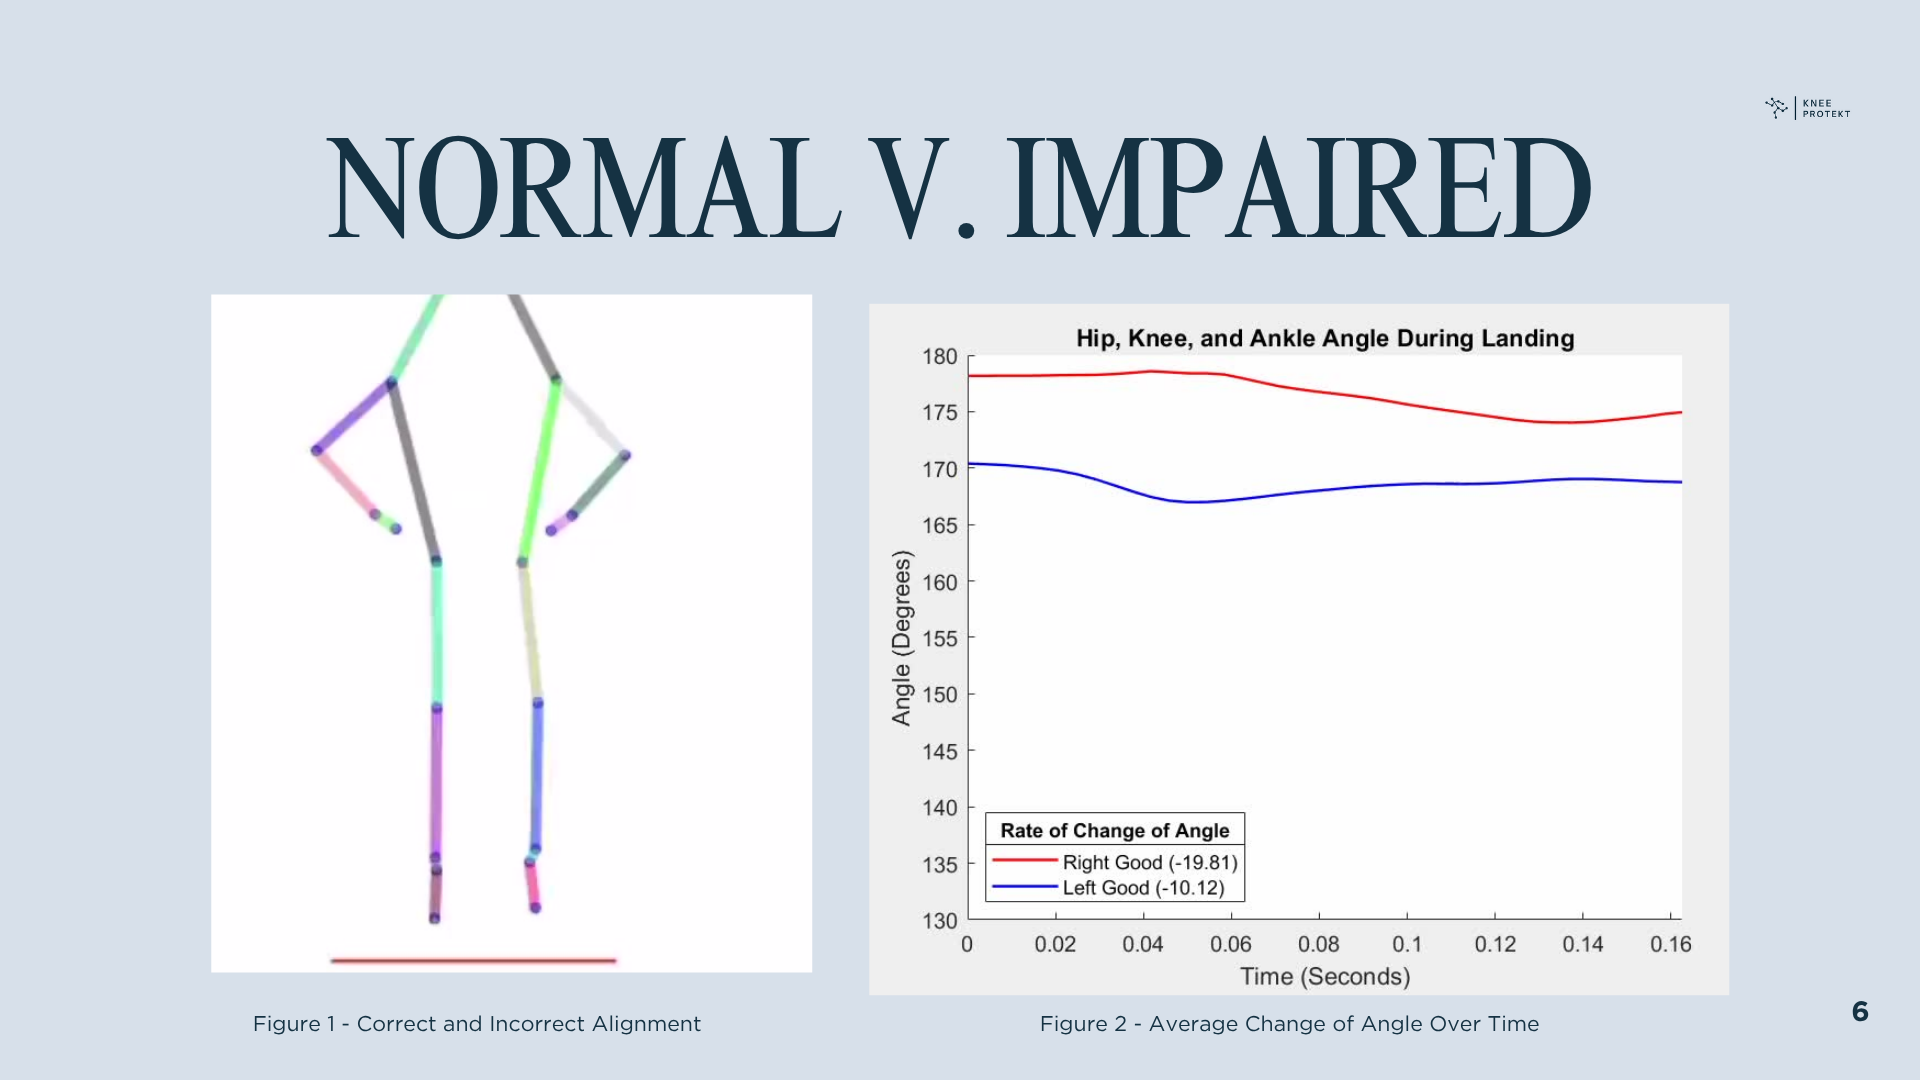 KNEE
PROTEKT
NORMAL V. IMPAIRED
Hip, Knee, and Ankle Angle During Landing
180
175
170
165
160
155
150
145
140
135
130
Angle (Degrees)
Rate of Change of Angle
Right Good (-19.81)
Left Good (-10.12)
0 0.02 0.04 0.06 0.08 0.1 0.12 0.14 0.16
Time (Seconds)
Figure 1 - Correct and Incorrect Alignment
Figure 2 - Average Change of Angle Over Time
6